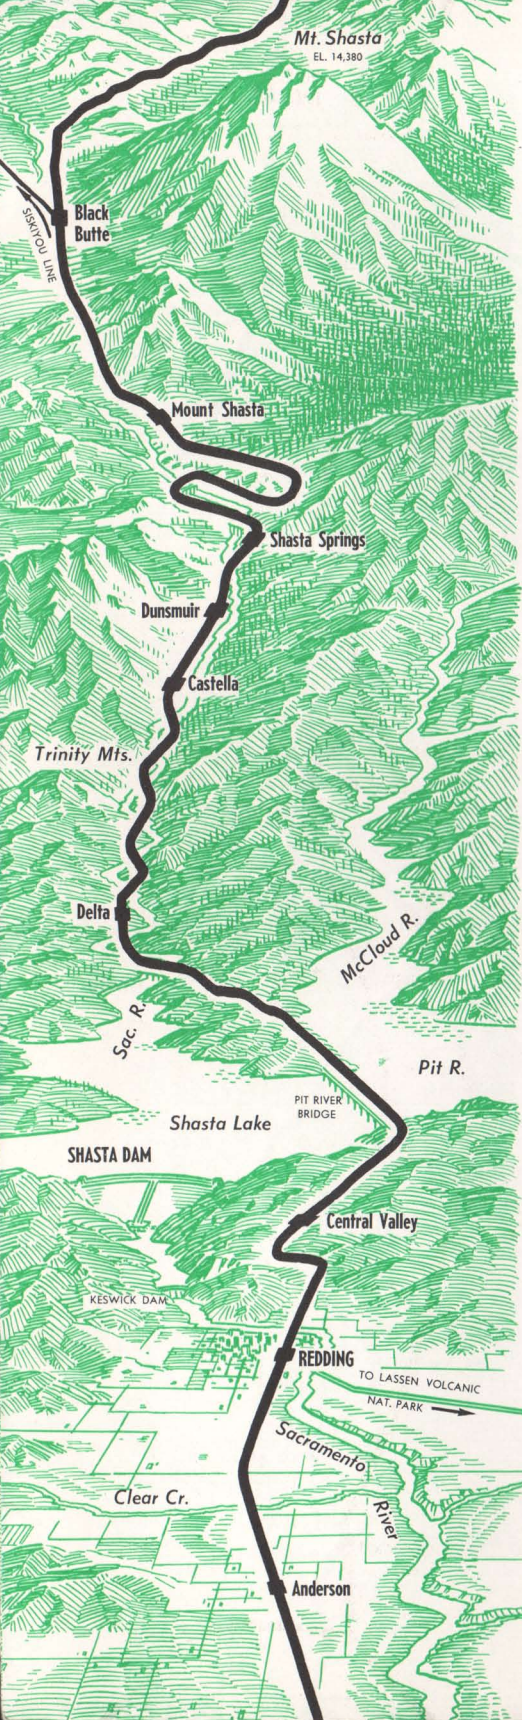 Mt. Shasta
EL. 14,380
Black
Butte
SISKIYOU LINE
Mount Shasta
Shasta Springs
Dunsmuir
Castella
Trinity Mts.
Delta
McCloud R.
Sac. R.
Pit R.
PIT RIVER
BRIDGE
Shasta Lake
SHASTA DAM
Central Valley
KESWICK DAM
REDDING
TO LASSEN VOLCANIC
NAT. PARK
Sacramento
River
Clear Cr.
Anderson